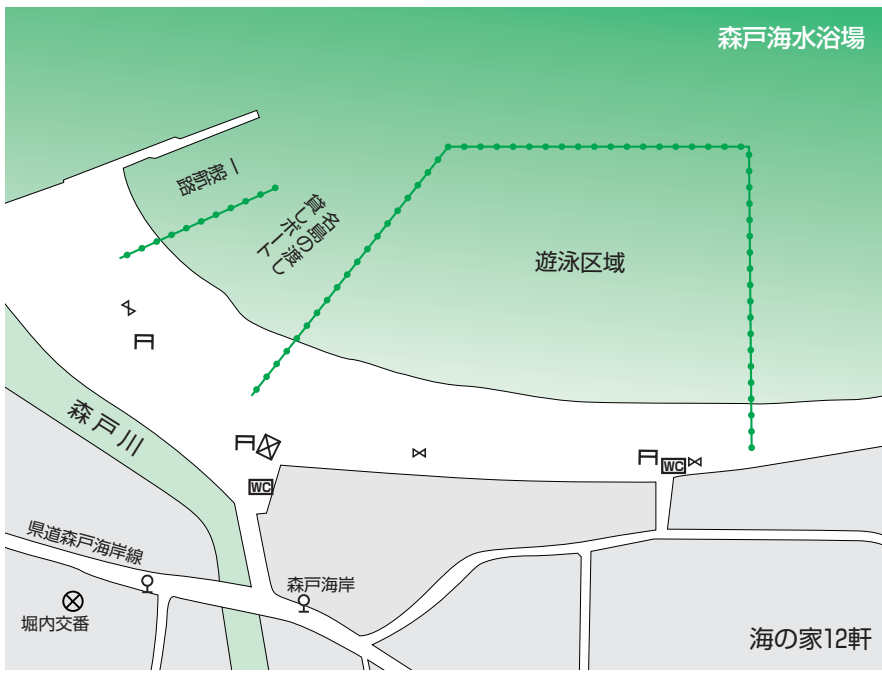 森戸海水浴場
一般航路
名島の渡し
貸しボート
遊泳区域
森戸川
WC
WC
県道森戸海岸線
森戸海岸
堀内交番
海の家12軒